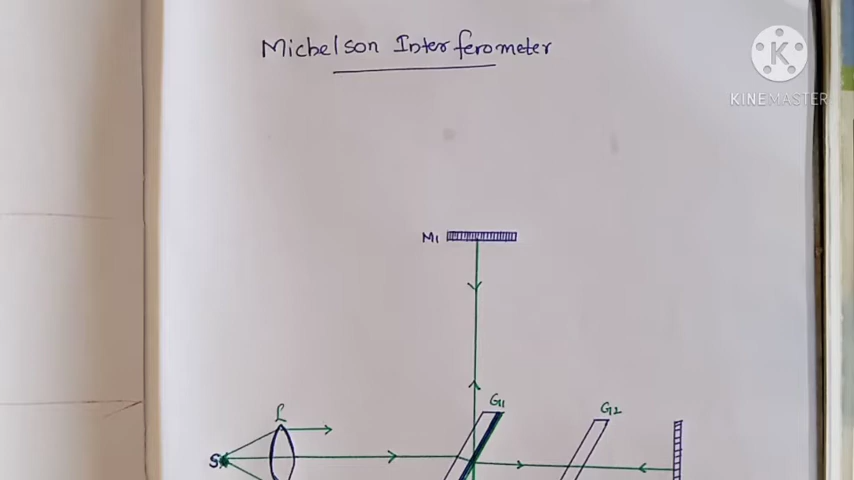 Michelson Interferometer
K
KINEMASTER
M1
G1
G2
L
S